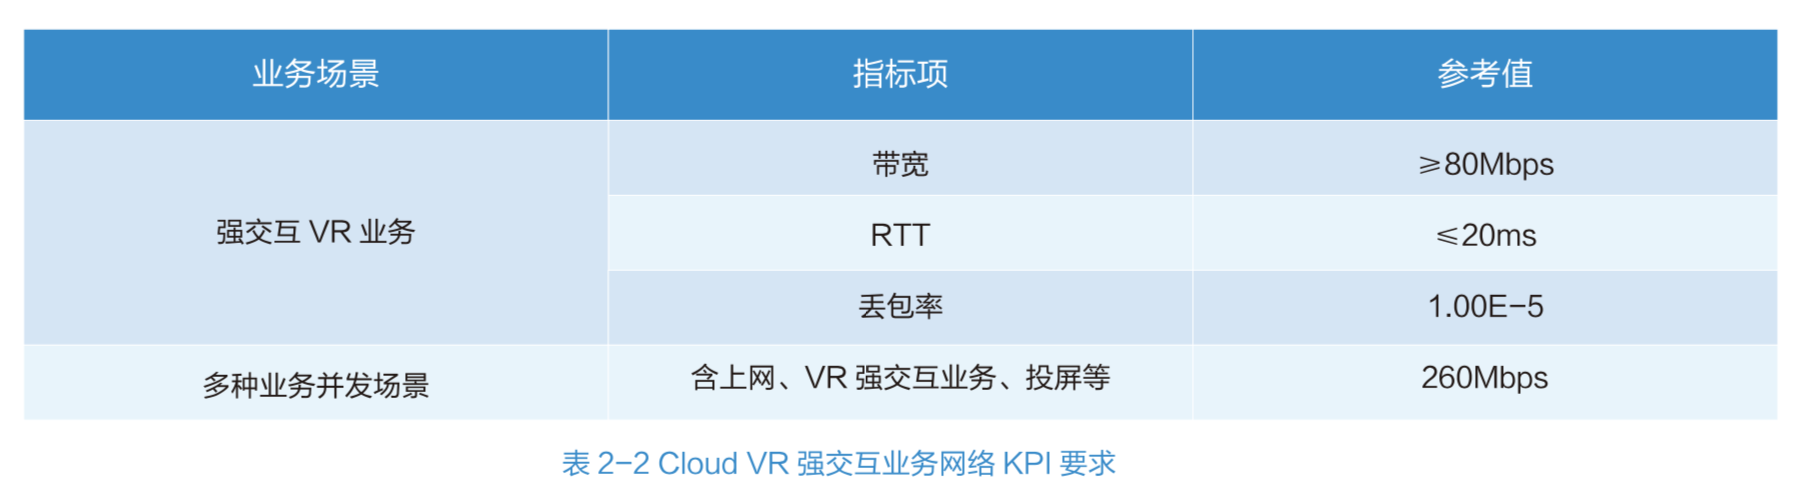 业务场景 指标项 参考值
带宽 ≥80Mbps
强交互 VR 业务 RTT ≤20ms
丢包率 1.00E-5
多种业务并发场景 含上网、VR 强交互业务、投屏等 260Mbps
表 2-2 Cloud VR 强交互业务网络 KPI 要求